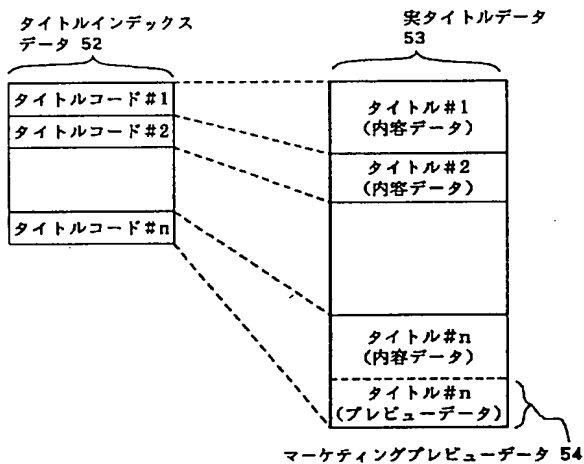 タイトルインデックス
データ 52
タイトルコード#1
タイトルコード#2
タイトルコード#n
実タイトルデータ
53
タイトル#1
(内容データ)
タイトル#2
(内容データ)
タイトル#n
(内容データ)
タイトル#n
(プレビューデータ)
マーケティングプレビューデータ 54